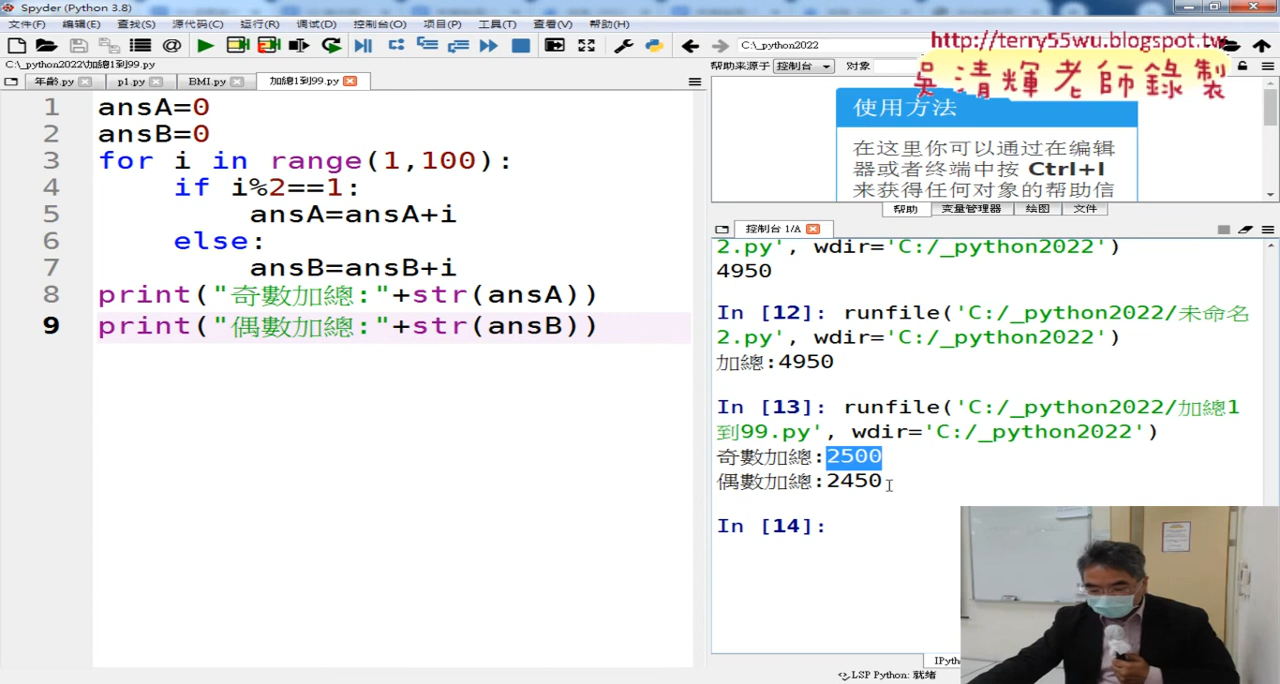 Spyder (Python 3.8)
文件(F) 编辑(E) 查找(S) 源代码(C) 运行(R) 调试(D) 控制台(O) 项目(P) 工具(T) 查看(V) 帮助(H)
C:\_python2022
http://terry55wu.blogspot.tw
吳清輝老師錄製
C:\_python2022\加總1到99.py
年齡.py
p1.py
BMI.py
加總1到99.py
帮助来源于 控制台 对象
使用方法
在这里你可以通过在编辑
器或者终端中按 Ctrl+I
来获得任何对象的帮助信
帮助 变量管理器 绘图 文件
1 ansA=0
2 ansB=0
3 for i in range(1,100):
4 if i%2==1:
5 ansA=ansA+i
6 else:
7 ansB=ansB+i
8 print("奇數加總:"+str(ansA))
9 print("偶數加總:"+str(ansB))
控制台 1/A
2.py', wdir='C:/_python2022')
4950
In [12]: runfile('C:/_python2022/未命名
2.py', wdir='C:/_python2022')
加總:4950
In [13]: runfile('C:/_python2022/加總1
到99.py', wdir='C:/_python2022')
奇數加總:2500
偶數加總:2450
In [14]:
IPyth
LSP Python: 就绪